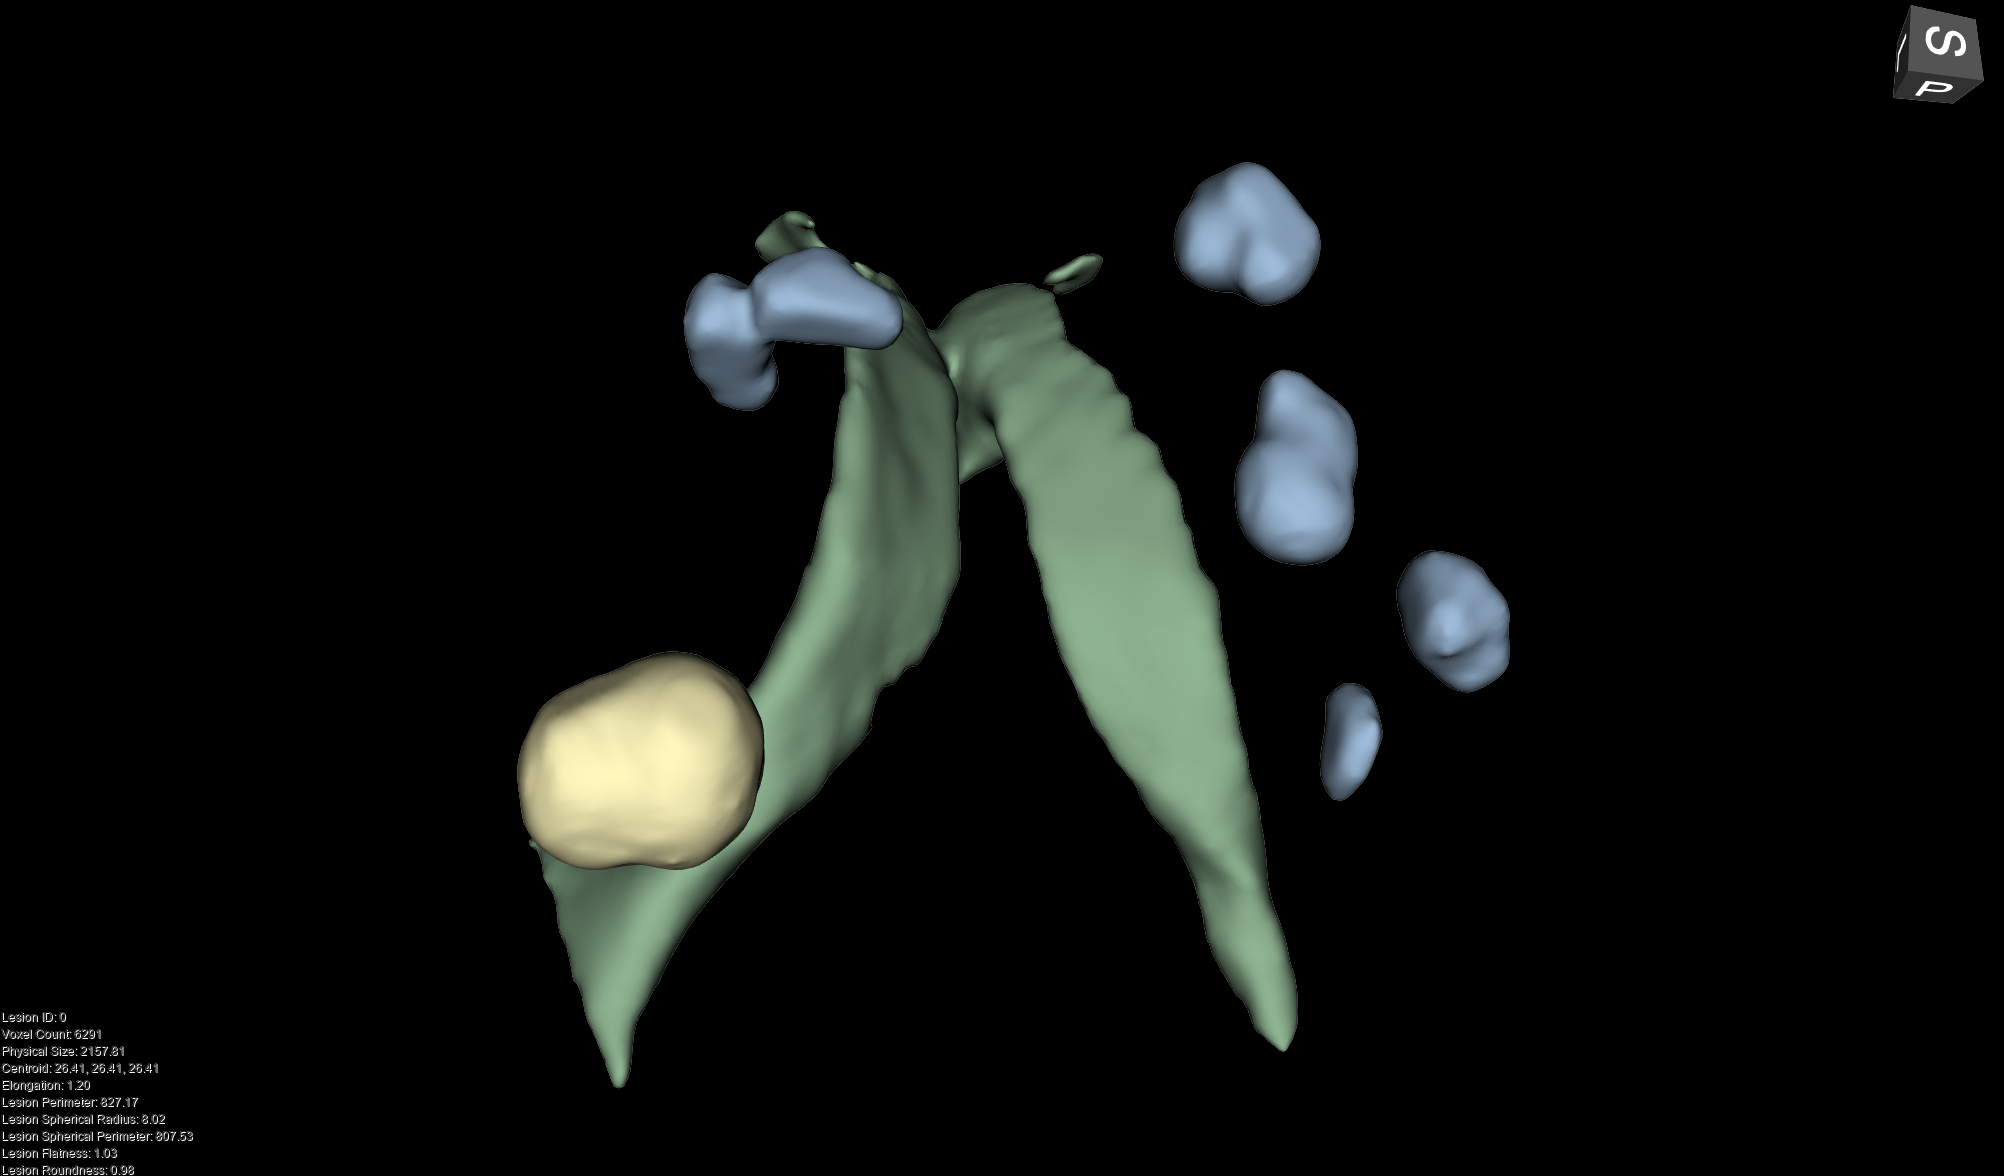 S
P
Lesion ID: 0
Voxel Count: 6291
Physical Size: 2157.81
Centroid: 26.41, 26.41, 26.41
Elongation: 1.20
Lesion Perimeter: 827.17
Lesion Spherical Radius: 8.02
Lesion Spherical Perimeter: 807.53
Lesion Flatness: 1.03
Lesion Roundness: 0.98